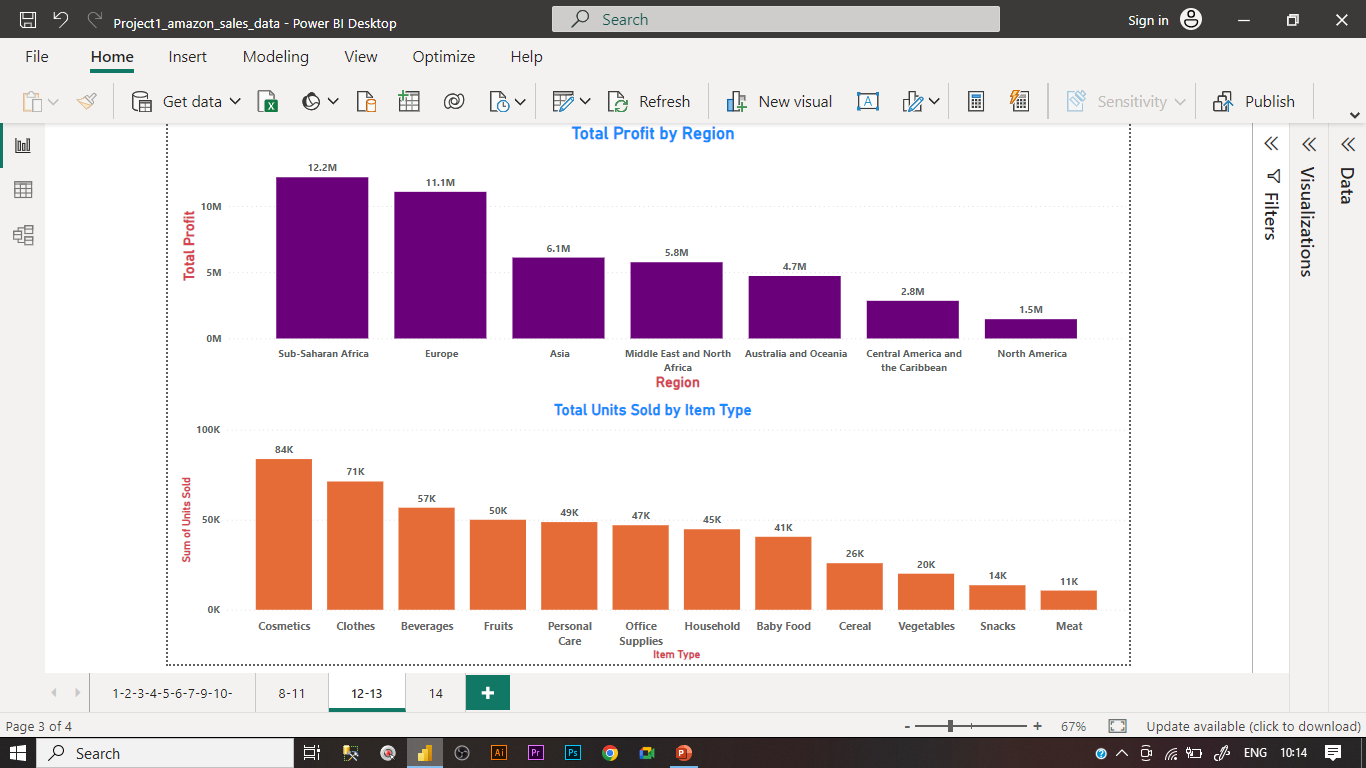 Project1_amazon_sales_data - Power BI Desktop
Search
Sign in
File Home Insert Modeling View Optimize Help
Get data
Refresh
New visual
A
Sensitivity
Publish
Total Profit by Region
Total Profit
10M
5M
0M
12.2M
11.1M
6.1M
5.8M
4.7M
2.8M
1.5M
Sub-Saharan Africa
Europe
Asia
Middle East and North
Africa
Australia and Oceania
Central America and
the Caribbean
North America
Region
Total Units Sold by Item Type
Sum of Units Sold
100K
50K
0K
84K
71K
57K
50K
49K
47K
45K
41K
26K
20K
14K
11K
Cosmetics
Clothes
Beverages
Fruits
Personal
Care
Office
Supplies
Household
Baby Food
Cereal
Vegetables
Snacks
Meat
Item Type
Filters
Visualizations
Data
1-2-3-4-5-6-7-9-10-
8-11
12-13
14
Page 3 of 4
- +
67%
Update available (click to download)
Search
Ai
Pr
Ps
P
ENG
10:14